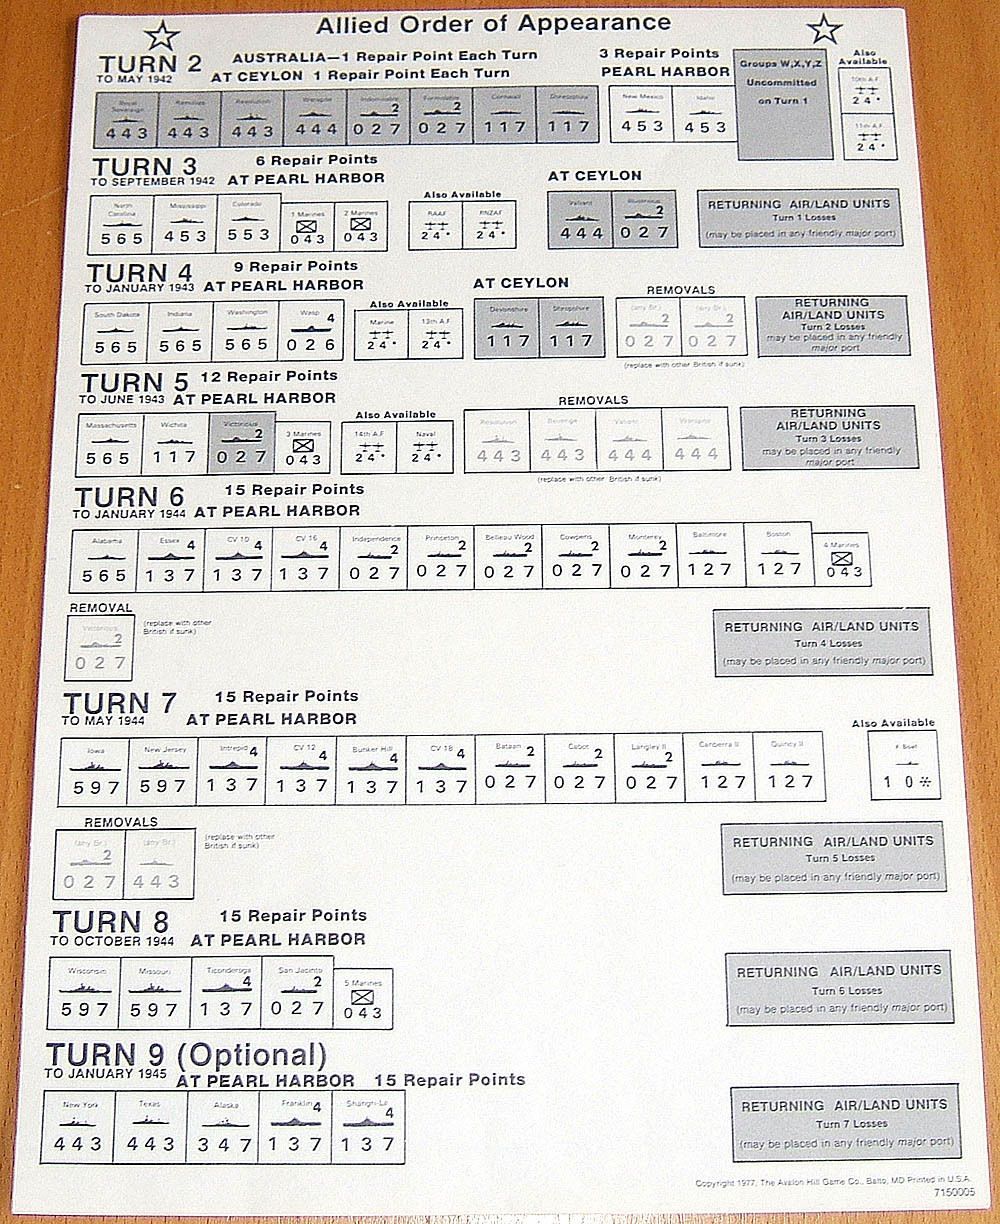 Allied Order of Appearance
TURN 2
TO MAY 1942
AUSTRALIA—1 Repair Point Each Turn
AT CEYLON 1 Repair Point Each Turn
3 Repair Points
PEARL HARBOR
Groups W,X,Y,Z
Uncommitted
on Turn 1
Also
Available
Royal Sovereign Ramillies Resolution Warspite Indomitable Formidable Cornwall Dorsetshire New Mexico Idaho 10th A.F.
2 2
4 4 3 4 4 3 4 4 3 4 4 4 0 2 7 0 2 7 1 1 7 1 1 7 4 5 3 4 5 3 2 4 *
11th A.F.
2 4 *
TURN 3
TO SEPTEMBER 1942
6 Repair Points
AT PEARL HARBOR
Also Available
AT CEYLON
North Carolina Mississippi Colorado 1 Marines 2 Marines RAAF RNZAF Valiant Illustrious
2
5 6 5 4 5 3 5 5 3 0 4 3 0 4 3 2 4 * 2 4 * 4 4 4 0 2 7
RETURNING AIR/LAND UNITS
Turn 1 Losses
(may be placed in any friendly major port)
TURN 4
TO JANUARY 1943
9 Repair Points
AT PEARL HARBOR
Also Available
AT CEYLON
REMOVALS
South Dakota Indiana Washington Wasp Marine 13th A.F. Devonshire Shropshire (any Br.) (any Br.)
4 2 2
5 6 5 5 6 5 5 6 5 0 2 6 2 4 * 2 4 * 1 1 7 1 1 7 0 2 7 0 2 7
(replace with other British if sunk)
RETURNING
AIR/LAND UNITS
Turn 2 Losses
may be placed in any friendly
major port
TURN 5
TO JUNE 1943
12 Repair Points
AT PEARL HARBOR
Also Available
REMOVALS
Massachusetts Wichita Victorious 3 Marines 14th A.F. Naval Resolution Revenge Valiant Warspite
2
5 6 5 1 1 7 0 2 7 0 4 3 2 4 * 2 4 * 4 4 3 4 4 3 4 4 4 4 4 4
(replace with other British if sunk)
RETURNING
AIR/LAND UNITS
Turn 3 Losses
may be placed in any friendly
major port
TURN 6
TO JANUARY 1944
15 Repair Points
AT PEARL HARBOR
Alabama Essex CV 10 CV 16 Independence Princeton Belleau Wood Cowpens Monterey Baltimore Boston 4 Marines
4 4 4 2 2 2 2 2
5 6 5 1 3 7 1 3 7 1 3 7 0 2 7 0 2 7 0 2 7 0 2 7 0 2 7 1 2 7 1 2 7 0 4 3
REMOVAL
Victorious
2
0 2 7
(replace with other
British if sunk)
RETURNING AIR/LAND UNITS
Turn 4 Losses
(may be placed in any friendly major port)
TURN 7
TO MAY 1944
15 Repair Points
AT PEARL HARBOR
Also Available
Iowa New Jersey Intrepid CV 12 Bunker Hill CV 18 Bataan Cabot Langley II Canberra II Quincy II F Boat
4 4 4 4 2 2 2
5 9 7 5 9 7 1 3 7 1 3 7 1 3 7 1 3 7 0 2 7 0 2 7 0 2 7 1 2 7 1 2 7 1 0 *
REMOVALS
(any Br.) (any Br.)
2
0 2 7 4 4 3
(replace with other
British if sunk)
RETURNING AIR/LAND UNITS
Turn 5 Losses
(may be placed in any friendly major port)
TURN 8
TO OCTOBER 1944
15 Repair Points
AT PEARL HARBOR
Wisconsin Missouri Ticonderoga San Jacinto 5 Marines
4 2
5 9 7 5 9 7 1 3 7 0 2 7 0 4 3
RETURNING AIR/LAND UNITS
Turn 6 Losses
(may be placed in any friendly major port)
TURN 9 (Optional)
TO JANUARY 1945
AT PEARL HARBOR 15 Repair Points
New York Texas Alaska Franklin Shangri-La
4 4
4 4 3 4 4 3 3 4 7 1 3 7 1 3 7
RETURNING AIR/LAND UNITS
Turn 7 Losses
(may be placed in any friendly major port)
Copyright 1977, The Avalon Hill Game Co., Balto, MD Printed in U.S.A.
7150005